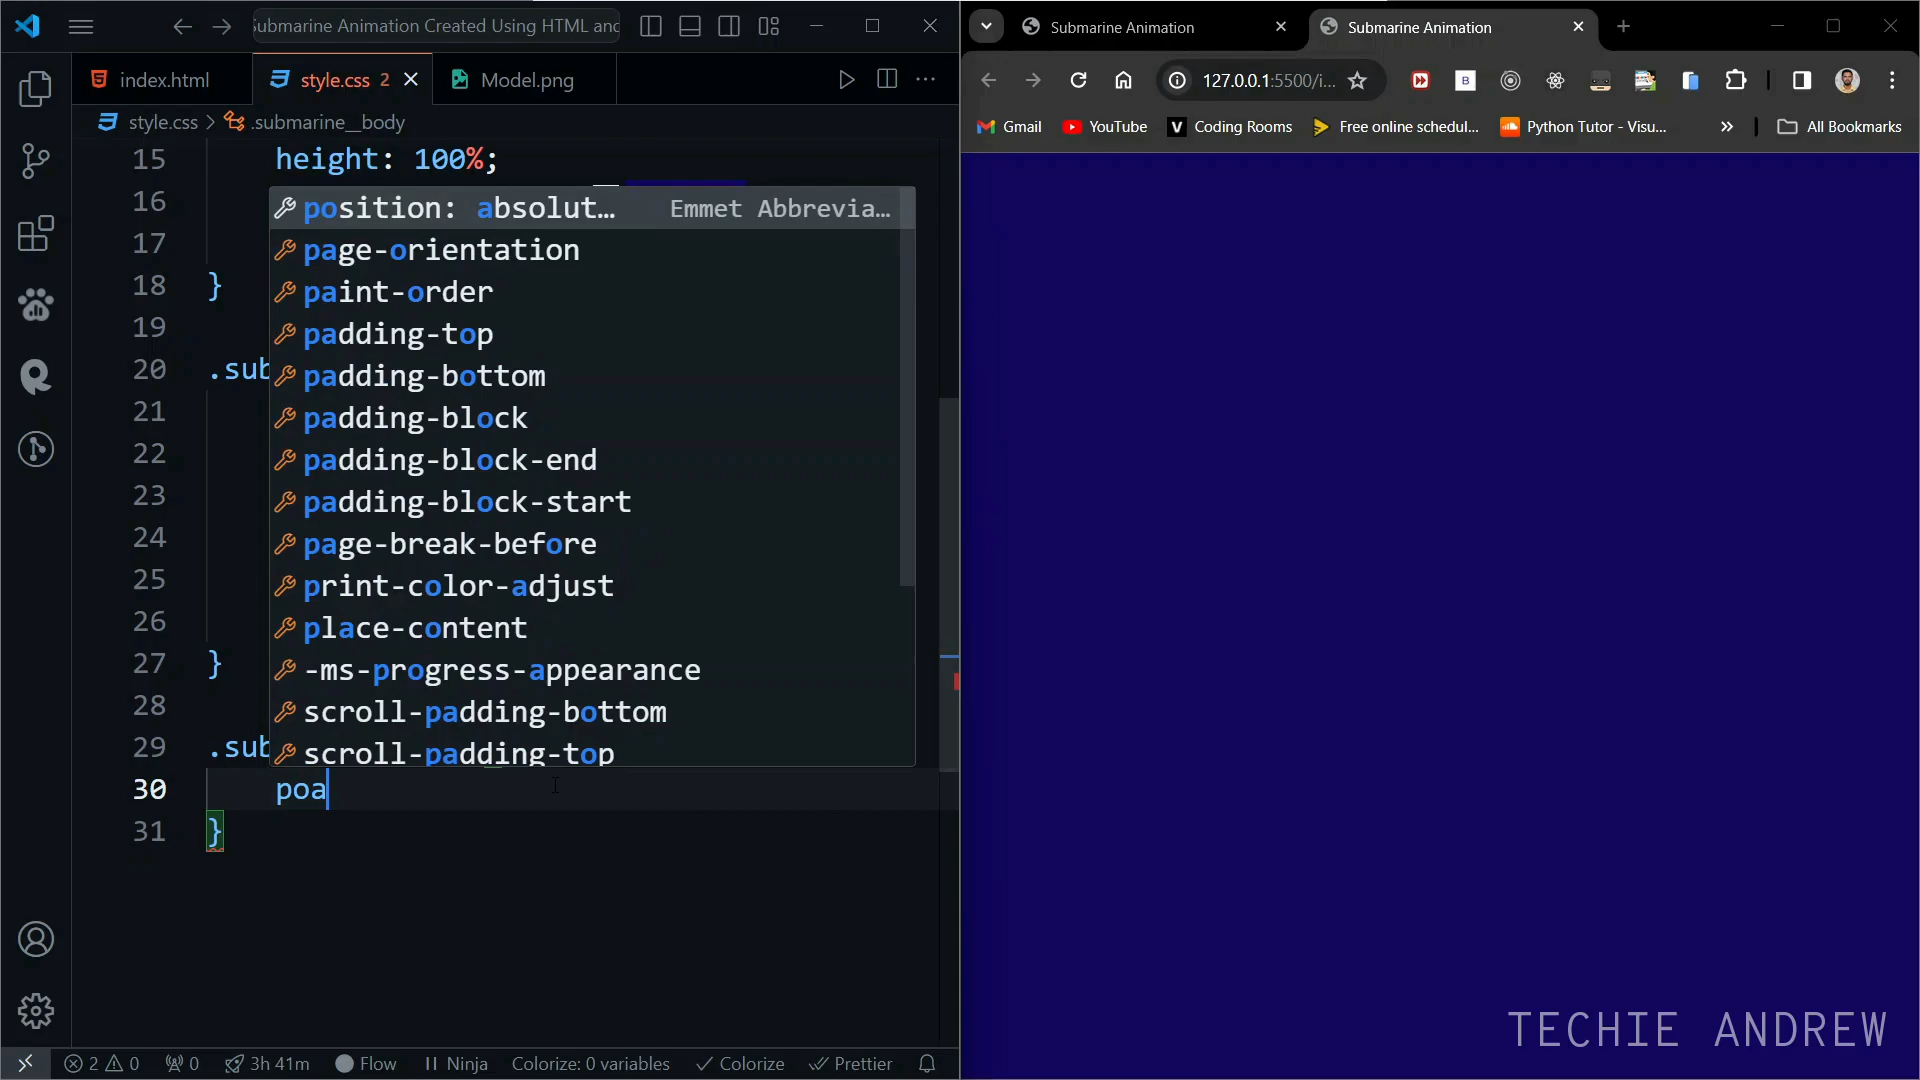 Submarine Animation Created Using HTML and
index.html
style.css 2
Model.png
style.css > .submarine__body
15 height: 100%;
16
17
18 }
19
20 .sub
21
22
23
24
25
26
27 }
28
29 .sub
30 poa
31 }
position: absolut… Emmet Abbrevia…
page-orientation
paint-order
padding-top
padding-bottom
padding-block
padding-block-end
padding-block-start
page-break-before
print-color-adjust
place-content
-ms-progress-appearance
scroll-padding-bottom
scroll-padding-top
2 0 0 3h 41m Flow Ninja Colorize: 0 variables Colorize Prettier
Submarine Animation
Submarine Animation
127.0.0.1:5500/i...
Gmail YouTube Coding Rooms Free online schedul... Python Tutor - Visu... » All Bookmarks
TECHIE ANDREW